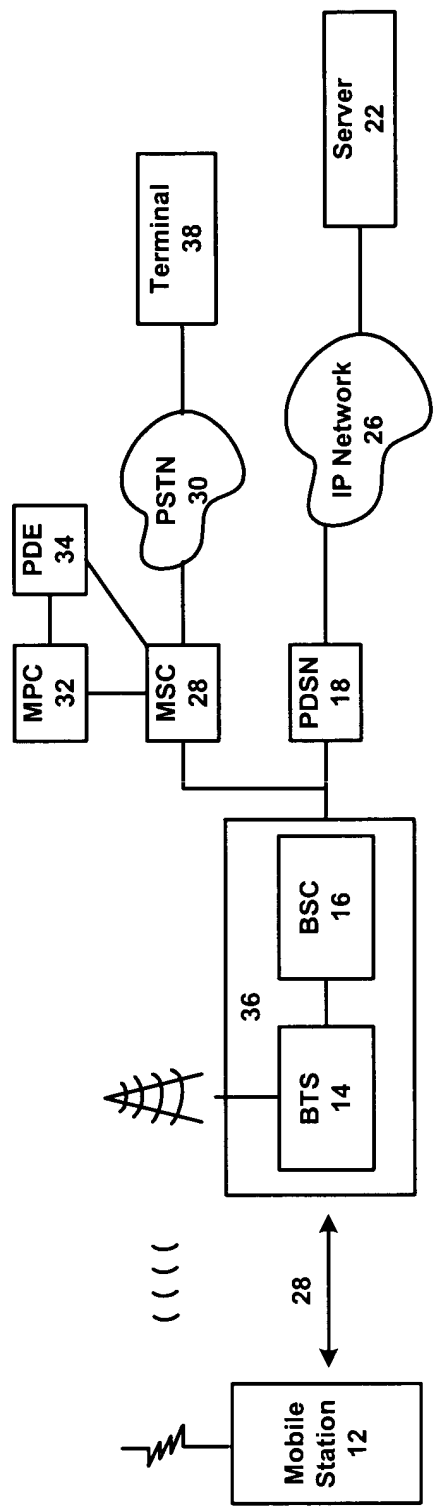 Mobile
Station
12
28
36
BTS
14
BSC
16
MPC
32
PDE
34
MSC
28
PSTN
30
Terminal
38
PDSN
18
IP Network
26
Server
22